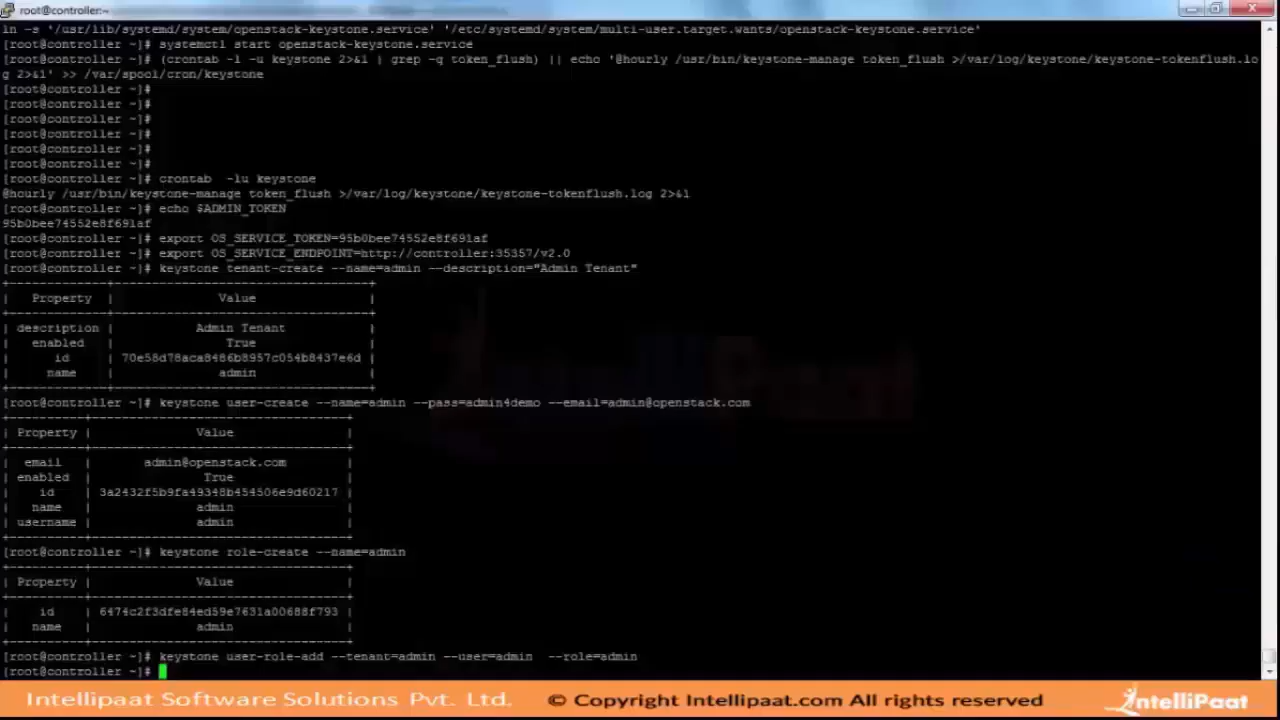 root@controller:~
ln -s '/usr/lib/systemd/system/openstack-keystone.service' '/etc/systemd/system/multi-user.target.wants/openstack-keystone.service'
[root@controller ~]# systemctl start openstack-keystone.service
[root@controller ~]# (crontab -l -u keystone 2>&1 | grep -q token_flush) || echo '@hourly /usr/bin/keystone-manage token_flush >/var/log/keystone/keystone-tokenflush.lo
g 2>&1' >> /var/spool/cron/keystone
[root@controller ~]#
[root@controller ~]#
[root@controller ~]#
[root@controller ~]#
[root@controller ~]#
[root@controller ~]#
[root@controller ~]# crontab -lu keystone
@hourly /usr/bin/keystone-manage token_flush >/var/log/keystone/keystone-tokenflush.log 2>&1
[root@controller ~]# echo $ADMIN_TOKEN
95b0bee74552e8f691af
[root@controller ~]# export OS_SERVICE_TOKEN=95b0bee74552e8f691af
[root@controller ~]# export OS_SERVICE_ENDPOINT=http://controller:35357/v2.0
[root@controller ~]# keystone tenant-create --name=admin --description="Admin Tenant"
+-------------+----------------------------------+
| Property | Value |
+-------------+----------------------------------+
| description | Admin Tenant |
| enabled | True |
| id | 70e58d78aca8486b8957c054b8437e6d |
| name | admin |
+-------------+----------------------------------+
[root@controller ~]# keystone user-create --name=admin --pass=admin4demo --email=admin@openstack.com
+----------+----------------------------------+
| Property | Value |
+----------+----------------------------------+
| email | admin@openstack.com |
| enabled | True |
| id | 3a2432f5b9fa49348b454506e9d60217 |
| name | admin |
| username | admin |
+----------+----------------------------------+
[root@controller ~]# keystone role-create --name=admin
+----------+----------------------------------+
| Property | Value |
+----------+----------------------------------+
| id | 6474c2f3dfe84ed59e7631a00688f793 |
| name | admin |
+----------+----------------------------------+
[root@controller ~]# keystone user-role-add --tenant=admin --user=admin --role=admin
[root@controller ~]#
Intellipaat Software Solutions Pvt. Ltd. © Copyright Intellipaat.com All rights reserved IntelliPaat